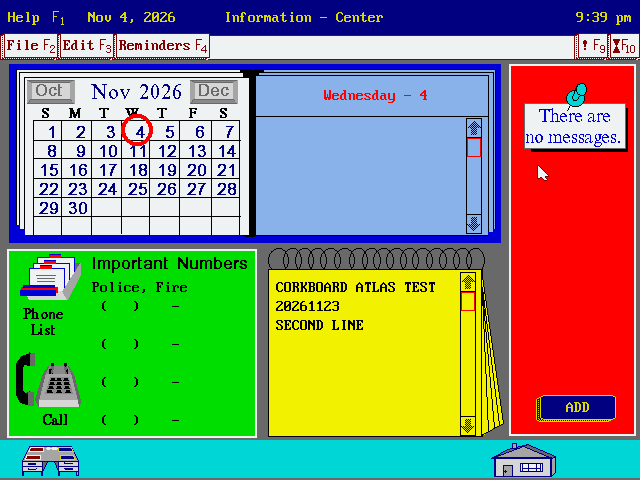 Help F1 Nov 4, 2026 Information - Center 9:39 pm
File F2 Edit F3 Reminders F4 ! F9 F10
Oct Nov 2026 Dec
S M T W T F S
1 2 3 4 5 6 7
8 9 10 11 12 13 14
15 16 17 18 19 20 21
22 23 24 25 26 27 28
29 30
Wednesday - 4
There are
no messages.
Important Numbers
Police, Fire
( ) -
( ) -
( ) -
( ) -
Phone
List
Call
CORKBOARD ATLAS TEST
20261123
SECOND LINE
ADD